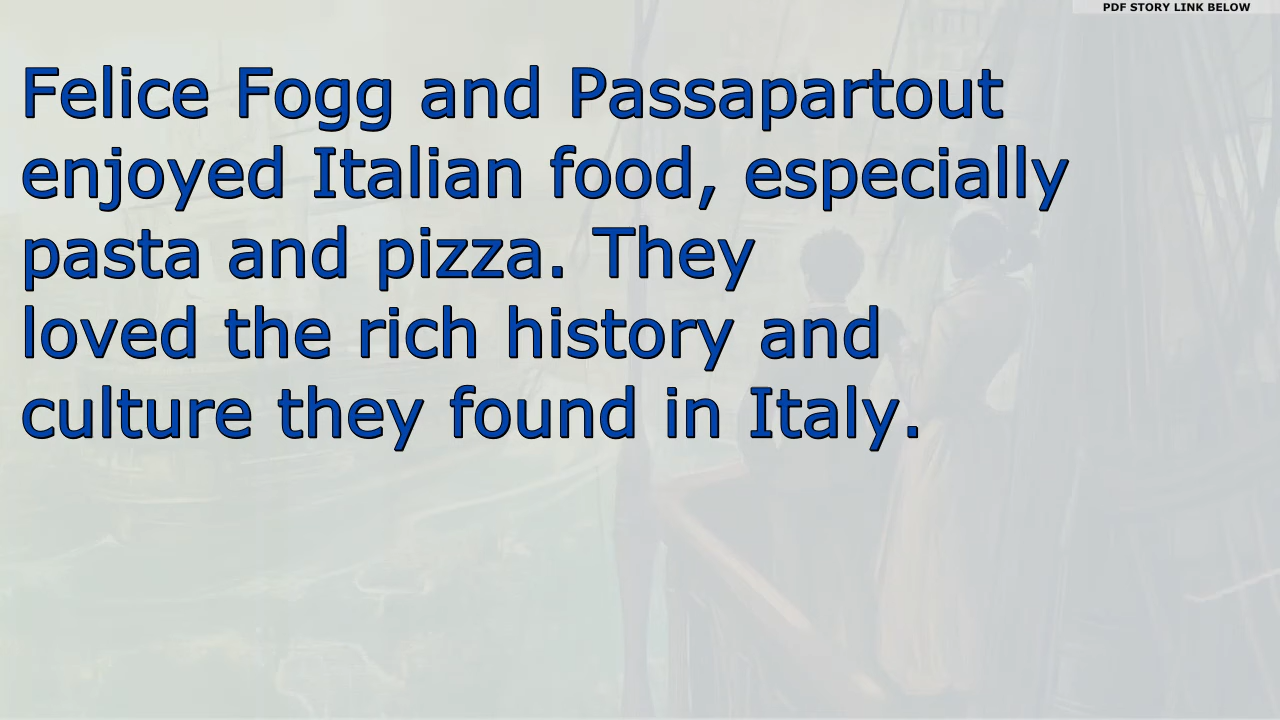 PDF STORY LINK BELOW
Felice Fogg and Passapartout
enjoyed Italian food, especially
pasta and pizza. They
loved the rich history and
culture they found in Italy.